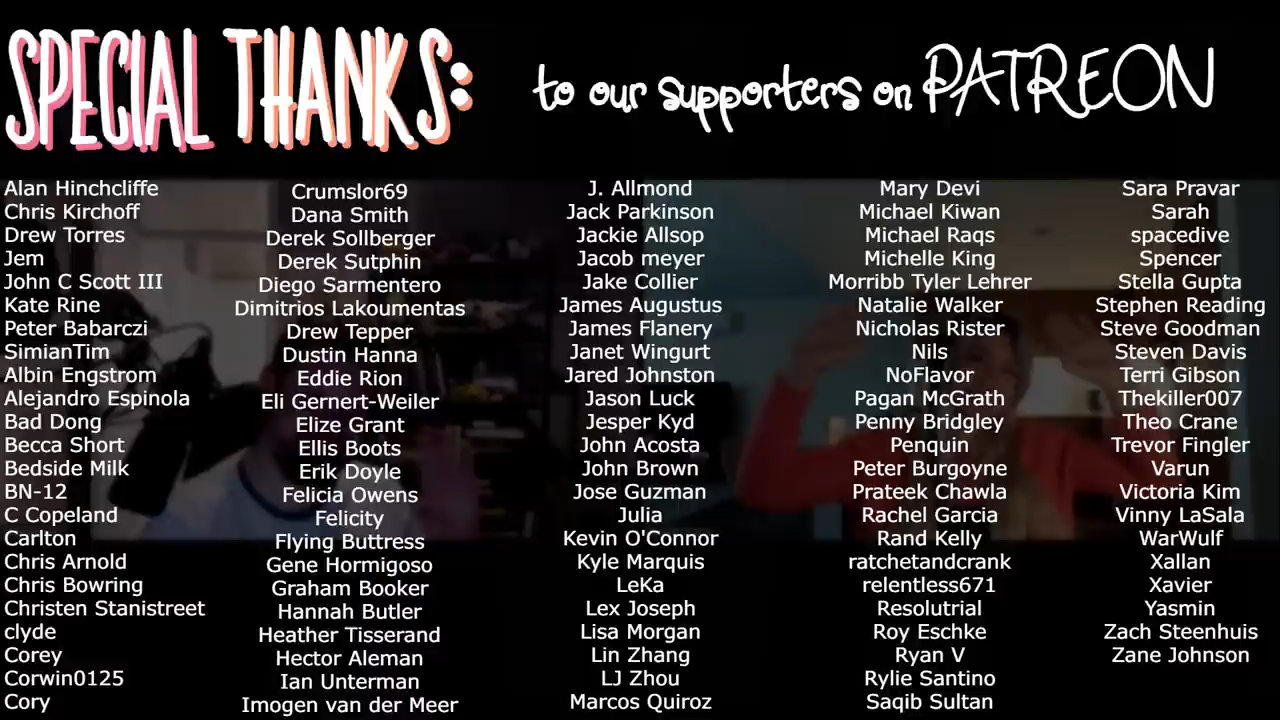 SPECIAL THANKS:
to our supporters on PATREON
Alan Hinchcliffe
Chris Kirchoff
Drew Torres
Jem
John C Scott III
Kate Rine
Peter Babarczi
SimianTim
Albin Engstrom
Alejandro Espinola
Bad Dong
Becca Short
Bedside Milk
BN-12
C Copeland
Carlton
Chris Arnold
Chris Bowring
Christen Stanistreet
clyde
Corey
Corwin0125
Cory
Crumslor69
Dana Smith
Derek Sollberger
Derek Sutphin
Diego Sarmentero
Dimitrios Lakoumentas
Drew Tepper
Dustin Hanna
Eddie Rion
Eli Gernert-Weiler
Elize Grant
Ellis Boots
Erik Doyle
Felicia Owens
Felicity
Flying Buttress
Gene Hormigoso
Graham Booker
Hannah Butler
Heather Tisserand
Hector Aleman
Ian Unterman
Imogen van der Meer
J. Allmond
Jack Parkinson
Jackie Allsop
Jacob meyer
Jake Collier
James Augustus
James Flanery
Janet Wingurt
Jared Johnston
Jason Luck
Jesper Kyd
John Acosta
John Brown
Jose Guzman
Julia
Kevin O'Connor
Kyle Marquis
LeKa
Lex Joseph
Lisa Morgan
Lin Zhang
LJ Zhou
Marcos Quiroz
Mary Devi
Michael Kiwan
Michael Raqs
Michelle King
Morribb Tyler Lehrer
Natalie Walker
Nicholas Rister
Nils
NoFlavor
Pagan McGrath
Penny Bridgley
Penquin
Peter Burgoyne
Prateek Chawla
Rachel Garcia
Rand Kelly
ratchetandcrank
relentless671
Resolutrial
Roy Eschke
Ryan V
Rylie Santino
Saqib Sultan
Sara Pravar
Sarah
spacedive
Spencer
Stella Gupta
Stephen Reading
Steve Goodman
Steven Davis
Terri Gibson
Thekiller007
Theo Crane
Trevor Fingler
Varun
Victoria Kim
Vinny LaSala
WarWulf
Xallan
Xavier
Yasmin
Zach Steenhuis
Zane Johnson